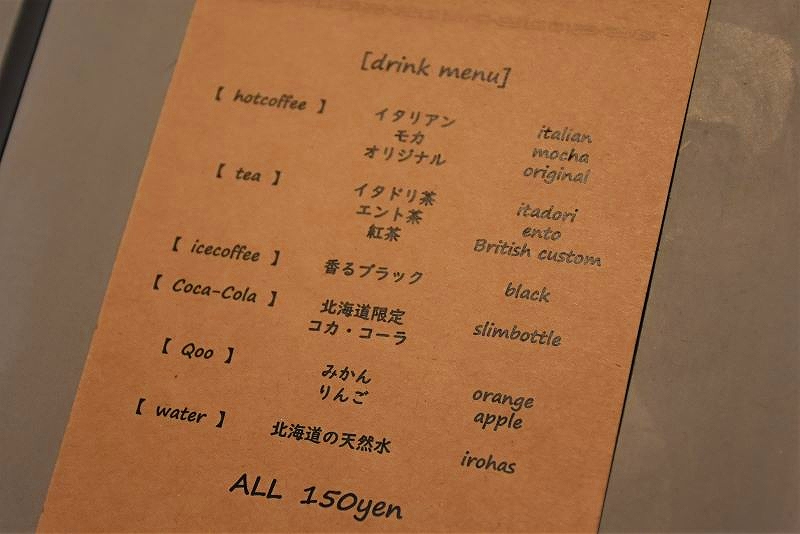 [drink menu]
【 hotcoffee 】
イタリアン italian
モカ mocha
オリジナル original
【 tea 】
イタドリ茶 itadori
エント茶 ento
紅茶 British custom
【 icecoffee 】
香るブラック black
【 Coca-Cola 】
北海道限定
コカ・コーラ slimbottle
【 Qoo 】
みかん orange
りんご apple
【 water 】
北海道の天然水 irohas
ALL 150yen